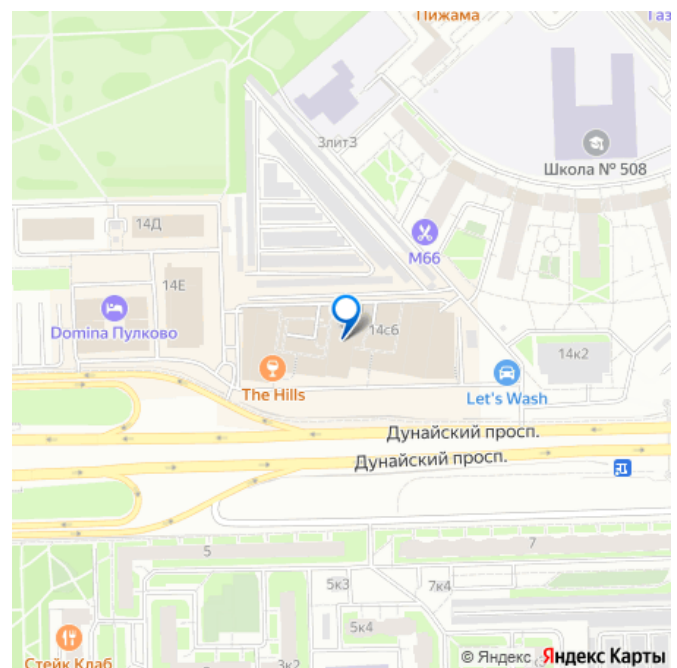 Пижама
Газ
3лит3
Школа № 508
14Д
М66
14Е
Domina Пулково
14с6
14к2
The Hills
Let's Wash
Дунайский просп.
Дунайский просп.
5
7
5к3
7к4
Стейк Клаб
3к2
5к4
© Яндекс Яндекс Карты